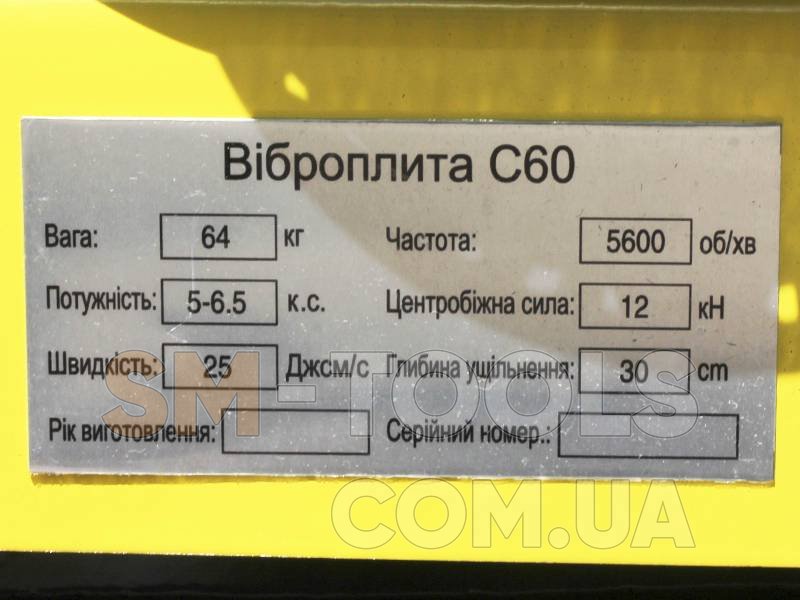 Віброплита С60
Вага: 64 кг Частота: 5600 об/хв
Потужність: 5-6.5 к.с. Центробіжна сила: 12 кН
Швидкість: 25 Джсм/с Глибина ущільнення: 30 cm
Рік виготовлення: Серійний номер.:
SM-TOOLS
COM.UA